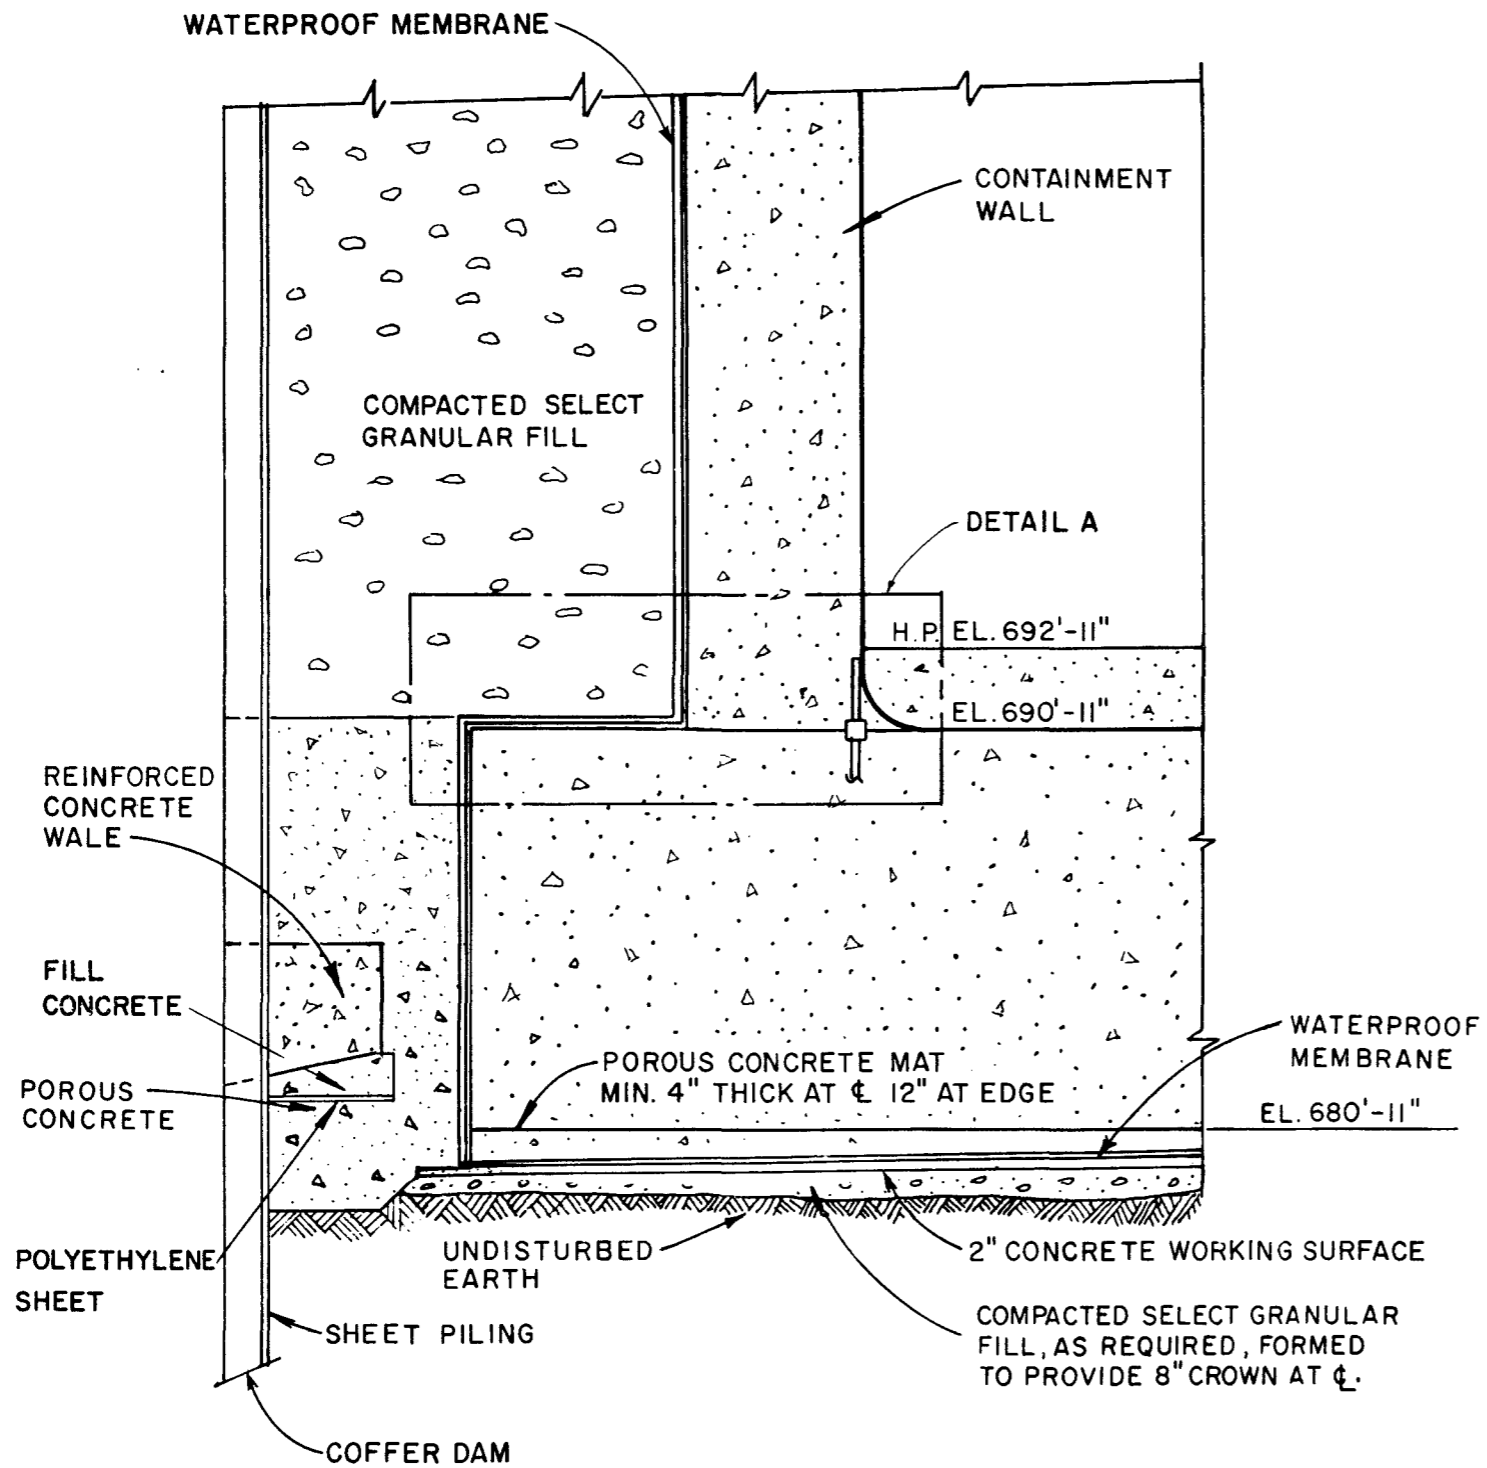 WATERPROOF MEMBRANE
CONTAINMENT
WALL
COMPACTED SELECT
GRANULAR FILL
DETAIL A
H.P. EL. 692'-11"
EL. 690'-11"
REINFORCED
CONCRETE
WALE
FILL
CONCRETE
POROUS
CONCRETE
POROUS CONCRETE MAT
MIN. 4" THICK AT ℄ 12" AT EDGE
WATERPROOF
MEMBRANE
EL. 680'-11"
POLYETHYLENE
SHEET
UNDISTURBED
EARTH
2" CONCRETE WORKING SURFACE
SHEET PILING
COMPACTED SELECT GRANULAR
FILL, AS REQUIRED, FORMED
TO PROVIDE 8" CROWN AT ℄.
COFFER DAM